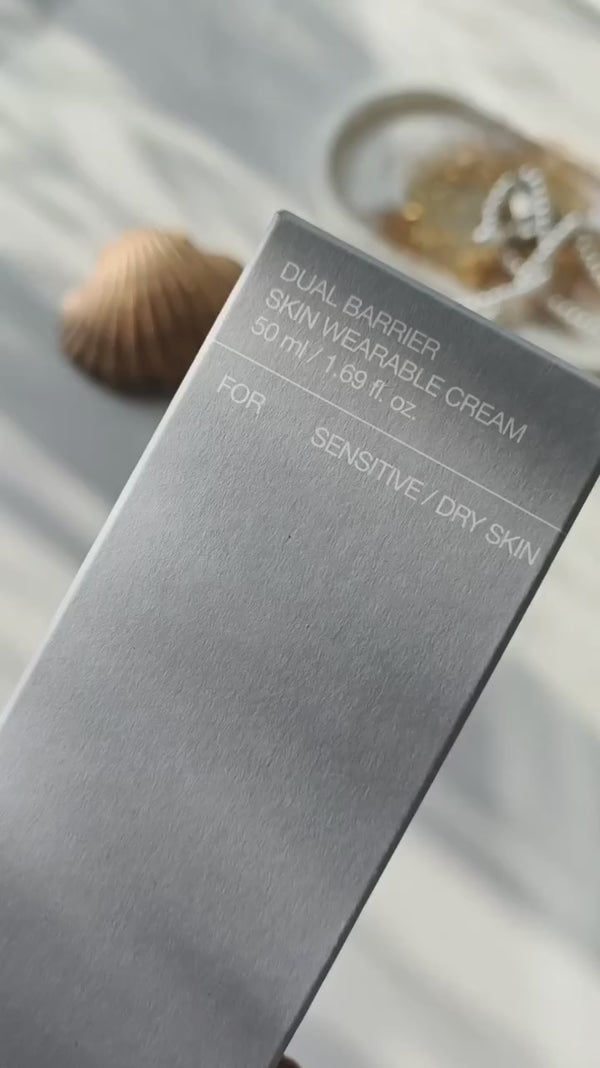 DUAL BARRIER
SKIN WEARABLE CREAM
50 ml / 1.69 fl. oz.
FOR SENSITIVE / DRY SKIN